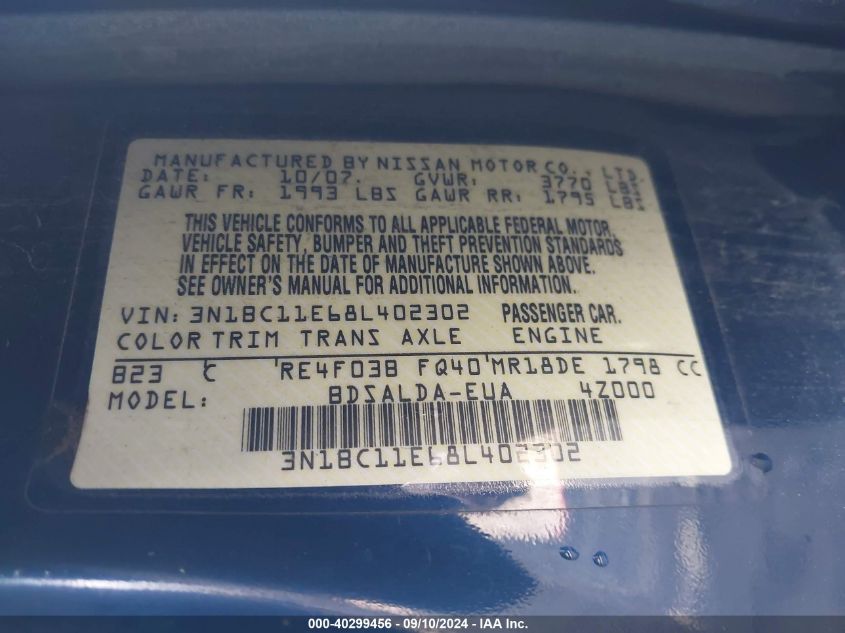 MANUFACTURED BY NISSAN MOTOR CO., LTD.
DATE: 10/07. GVWR: 3770 LBS
GAWR FR: 1993 LBS GAWR RR: 1795 LBS
THIS VEHICLE CONFORMS TO ALL APPLICABLE FEDERAL MOTOR
VEHICLE SAFETY, BUMPER AND THEFT PREVENTION STANDARDS
IN EFFECT ON THE DATE OF MANUFACTURE SHOWN ABOVE.
SEE OWNER'S MANUAL FOR ADDITIONAL INFORMATION.
VIN: 3N1BC11E68L402302 PASSENGER CAR.
COLOR TRIM TRANS AXLE ENGINE
B23 C RE4F03B FQ40 MR18DE 1798 CC
MODEL: BDSALDA-EUA 4Z000
3N1BC11E68L402302
000-40299456 - 09/10/2024 - IAA Inc.